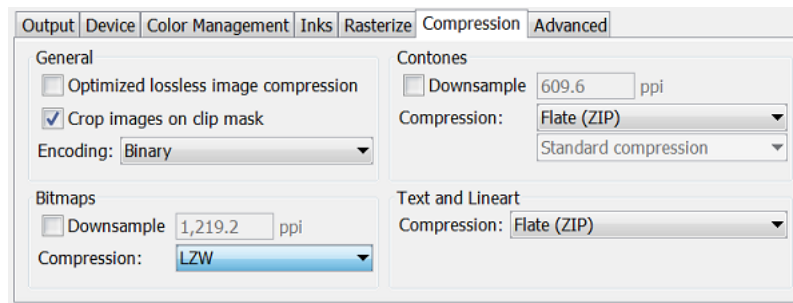 Output Device Color Management Inks Rasterize Compression Advanced
General
Optimized lossless image compression
Crop images on clip mask
Encoding: Binary
Contones
Downsample 609.6 ppi
Compression: Flate (ZIP)
Standard compression
Bitmaps
Downsample 1,219.2 ppi
Compression: LZW
Text and Lineart
Compression: Flate (ZIP)